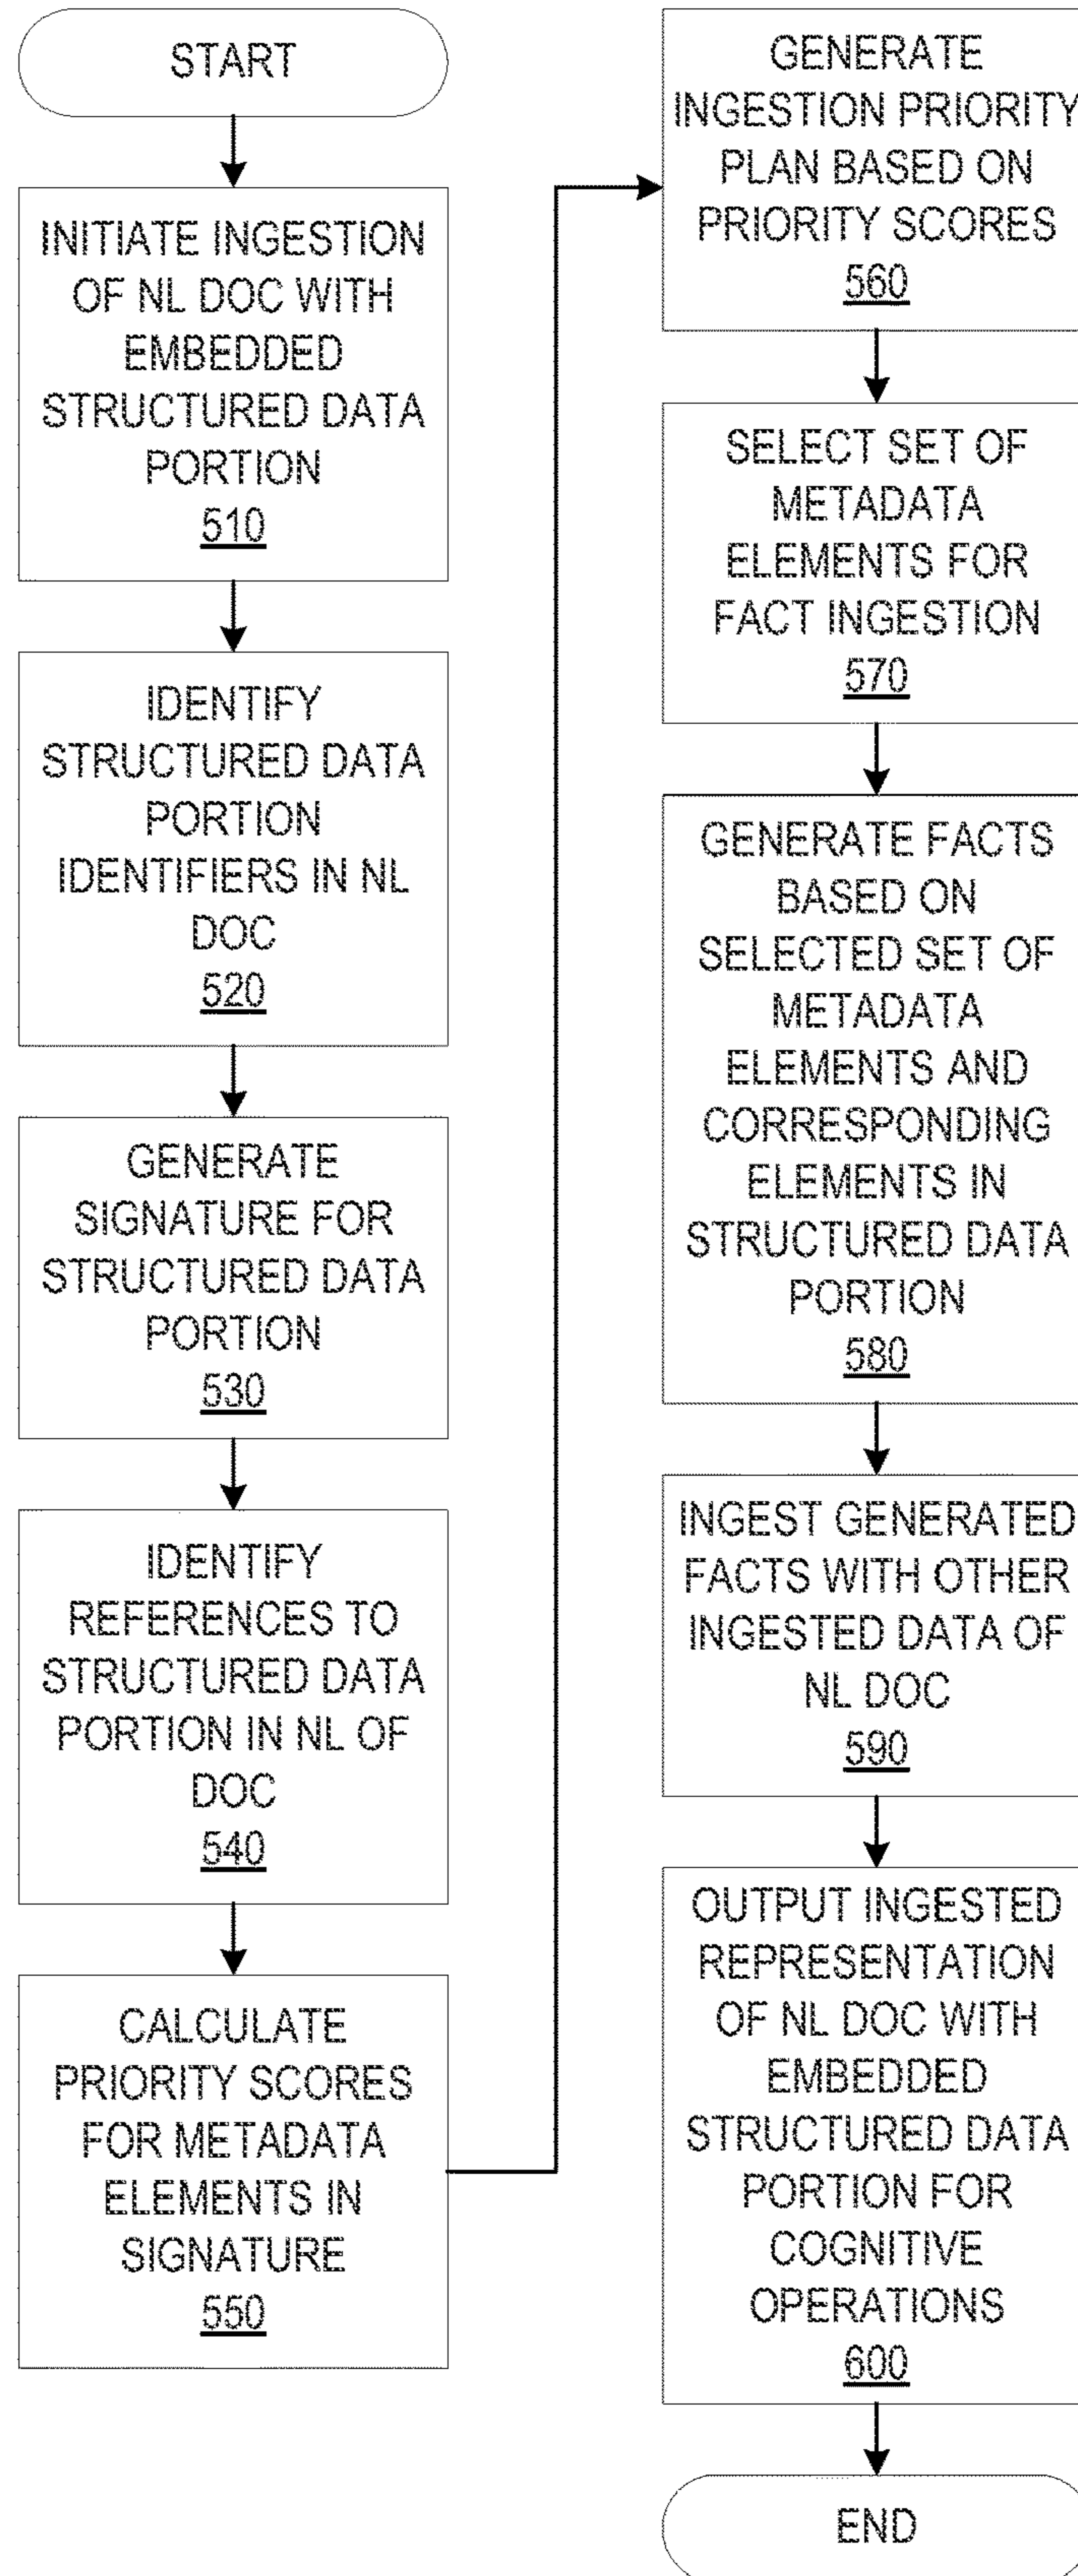 START
INITIATE INGESTION
OF NL DOC WITH
EMBEDDED
STRUCTURED DATA
PORTION
510
IDENTIFY
STRUCTURED DATA
PORTION
IDENTIFIERS IN NL
DOC
520
GENERATE
SIGNATURE FOR
STRUCTURED DATA
PORTION
530
IDENTIFY
REFERENCES TO
STRUCTURED DATA
PORTION IN NL OF
DOC
540
CALCULATE
PRIORITY SCORES
FOR METADATA
ELEMENTS IN
SIGNATURE
550
GENERATE
INGESTION PRIORITY
PLAN BASED ON
PRIORITY SCORES
560
SELECT SET OF
METADATA
ELEMENTS FOR
FACT INGESTION
570
GENERATE FACTS
BASED ON
SELECTED SET OF
METADATA
ELEMENTS AND
CORRESPONDING
ELEMENTS IN
STRUCTURED DATA
PORTION
580
INGEST GENERATED
FACTS WITH OTHER
INGESTED DATA OF
NL DOC
590
OUTPUT INGESTED
REPRESENTATION
OF NL DOC WITH
EMBEDDED
STRUCTURED DATA
PORTION FOR
COGNITIVE
OPERATIONS
600
END